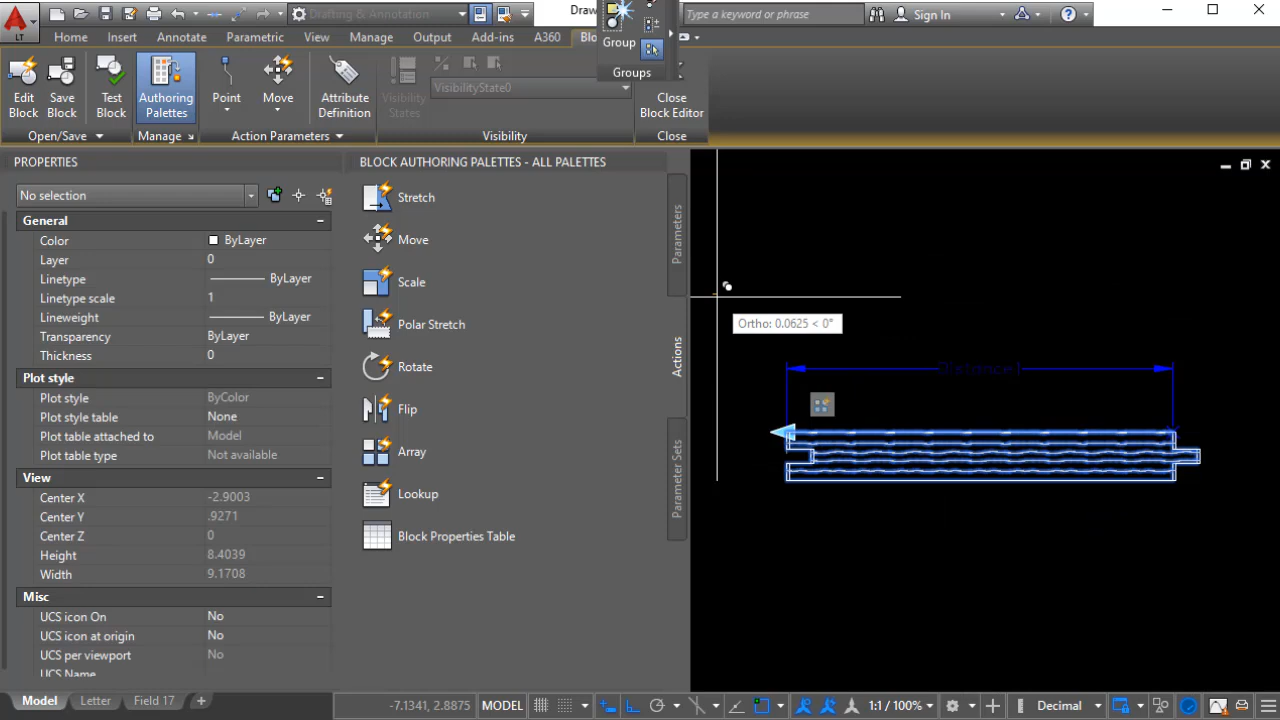 Draw
Type a keyword or phrase
Sign In
LT
Drafting & Annotation
Home
Insert
Annotate
Parametric
View
Manage
Output
Add-ins
A360
Blo
Group
Groups
Edit
Block
Save
Block
Test
Block
Authoring
Palettes
Point
Move
Attribute
Definition
Visibility
States
VisibilityState0
Close
Block Editor
Open/Save
Manage
Action Parameters
Visibility
Close
PROPERTIES
No selection
General
Color ByLayer
Layer 0
Linetype ByLayer
Linetype scale 1
Lineweight ByLayer
Transparency ByLayer
Thickness 0
Plot style
Plot style ByColor
Plot style table None
Plot table attached to Model
Plot table type Not available
View
Center X -2.9003
Center Y .9271
Center Z 0
Height 8.4039
Width 9.1708
Misc
UCS icon On No
UCS icon at origin No
UCS per viewport No
UCS Name
BLOCK AUTHORING PALETTES - ALL PALETTES
Stretch
Move
Scale
Polar Stretch
Rotate
Flip
Array
Lookup
Block Properties Table
Parameters
Actions
Parameter Sets
Ortho: 0.0625 < 0°
Distance1
Model
Letter
Field 17
-7.1341, 2.8875
MODEL
1:1 / 100%
Decimal